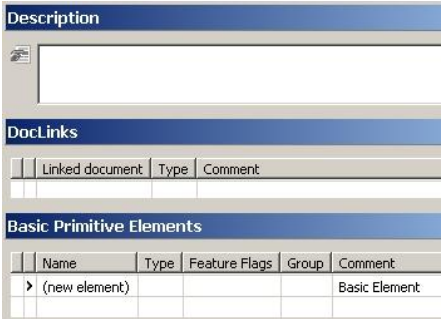 Description
DocLinks
Linked document Type Comment
Basic Primitive Elements
Name Type Feature Flags Group Comment
(new element) Basic Element